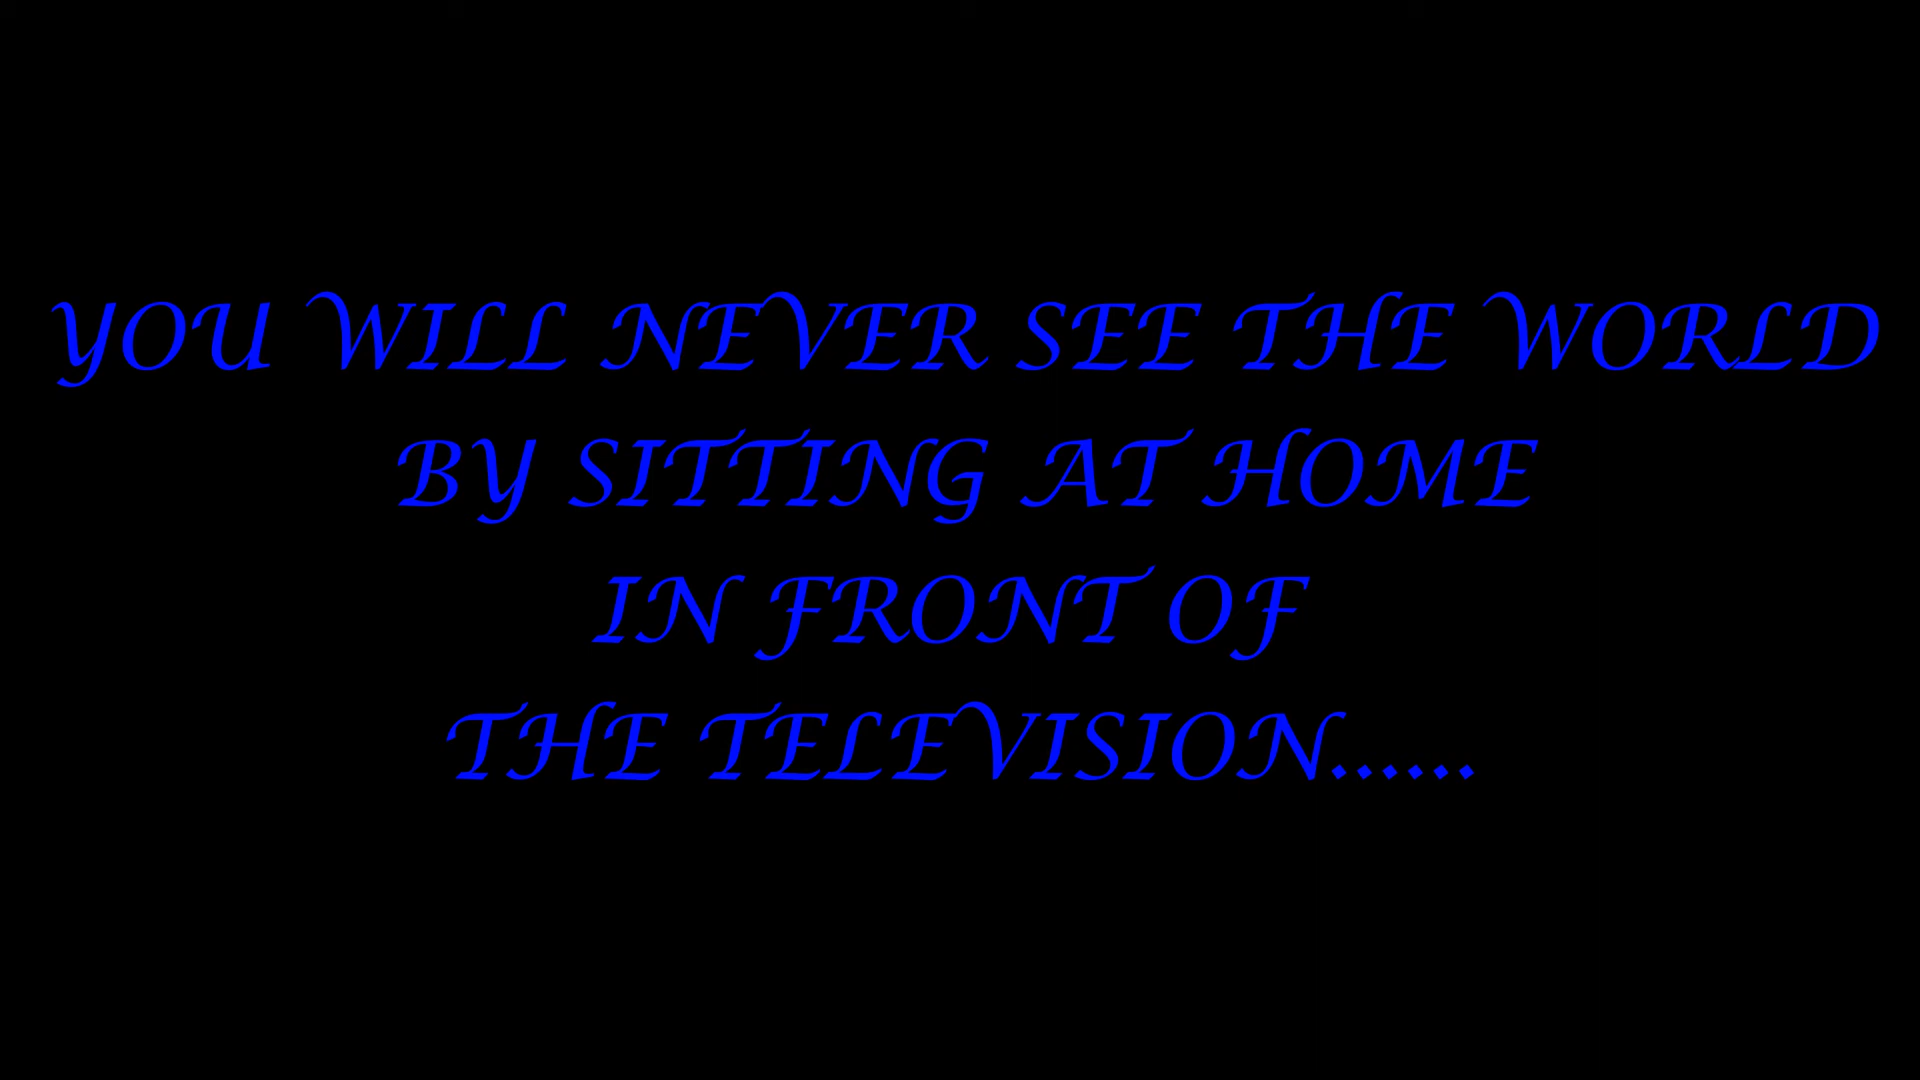 YOU WILL NEVER SEE THE WORLD
BY SITTING AT HOME
IN FRONT OF
THE TELEVISION......